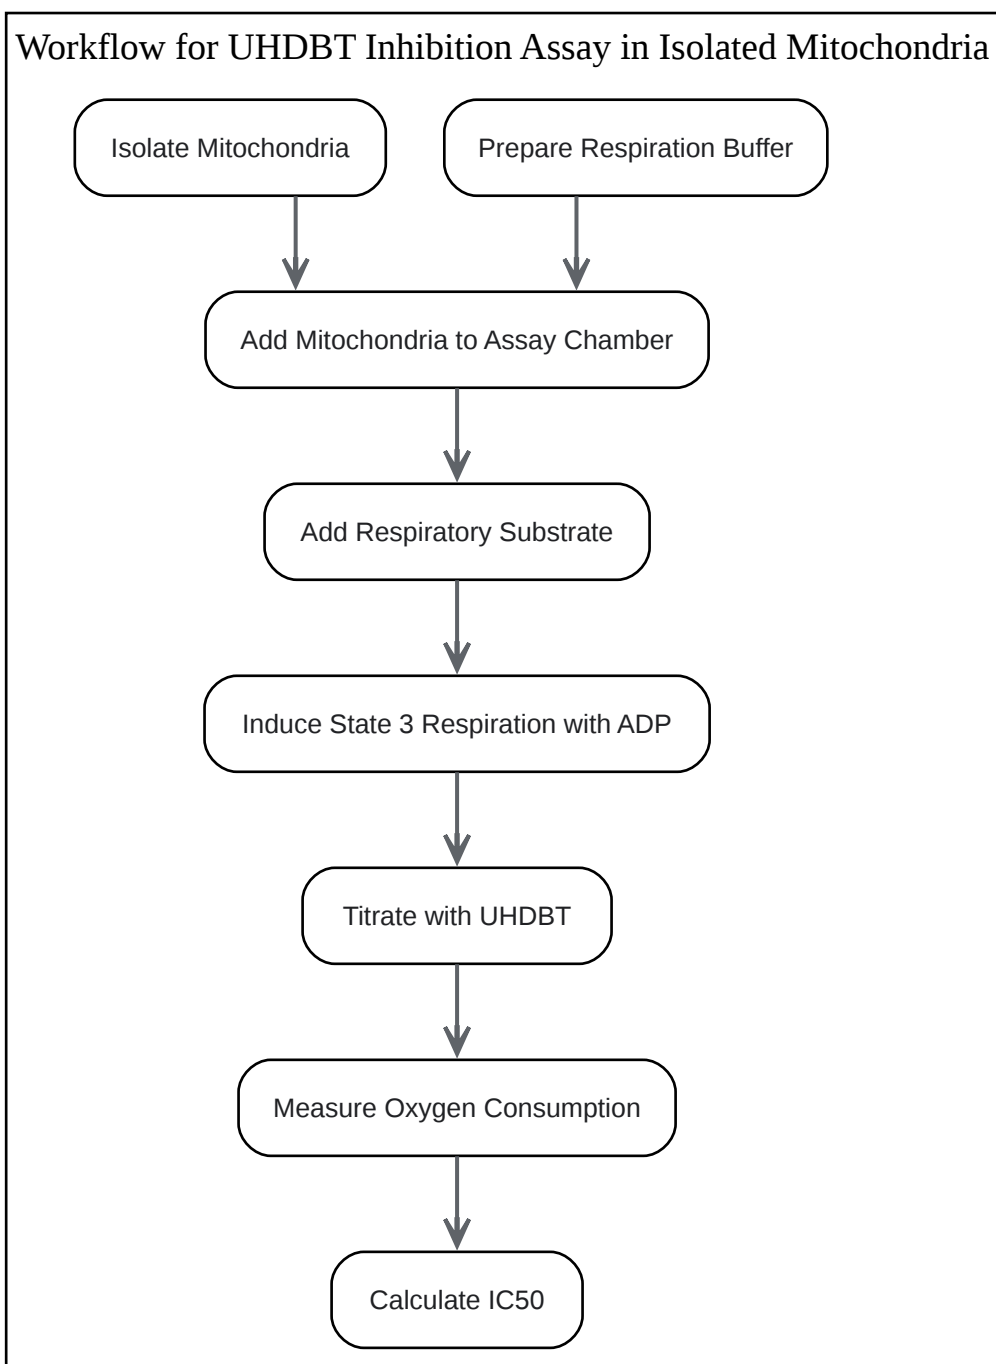 Workflow for UHDBT Inhibition Assay in Isolated Mitochondria
Isolate Mitochondria
Prepare Respiration Buffer
Add Mitochondria to Assay Chamber
Add Respiratory Substrate
Induce State 3 Respiration with ADP
Titrate with UHDBT
Measure Oxygen Consumption
Calculate IC50